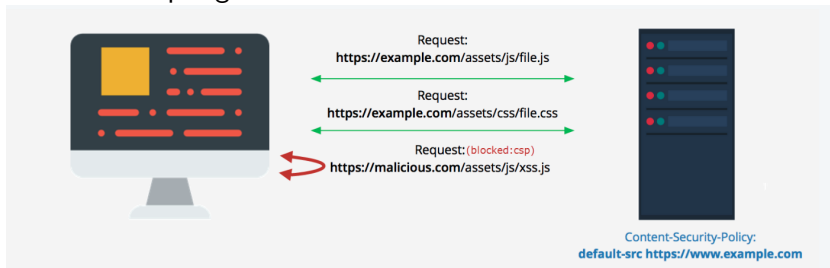 Request:
https://example.com/assets/js/file.js
Request:
https://example.com/assets/css/file.css
Request:(blocked:csp)
https://malicious.com/assets/js/xss.js
Content-Security-Policy:
default-src https://www.example.com